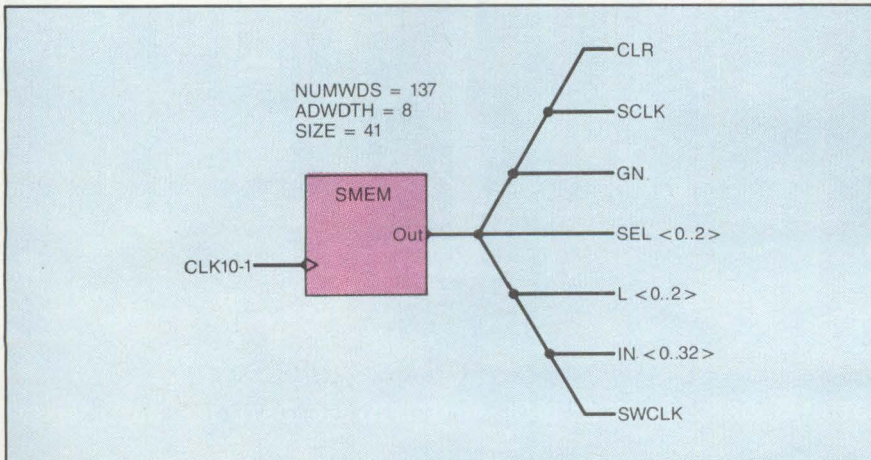 NUMWDS = 137
ADWDTH = 8
SIZE = 41
SMEM
Out
CLK10-1
CLR
SCLK
GN
SEL <0..2>
L <0..2>
IN <0..32>
SWCLK